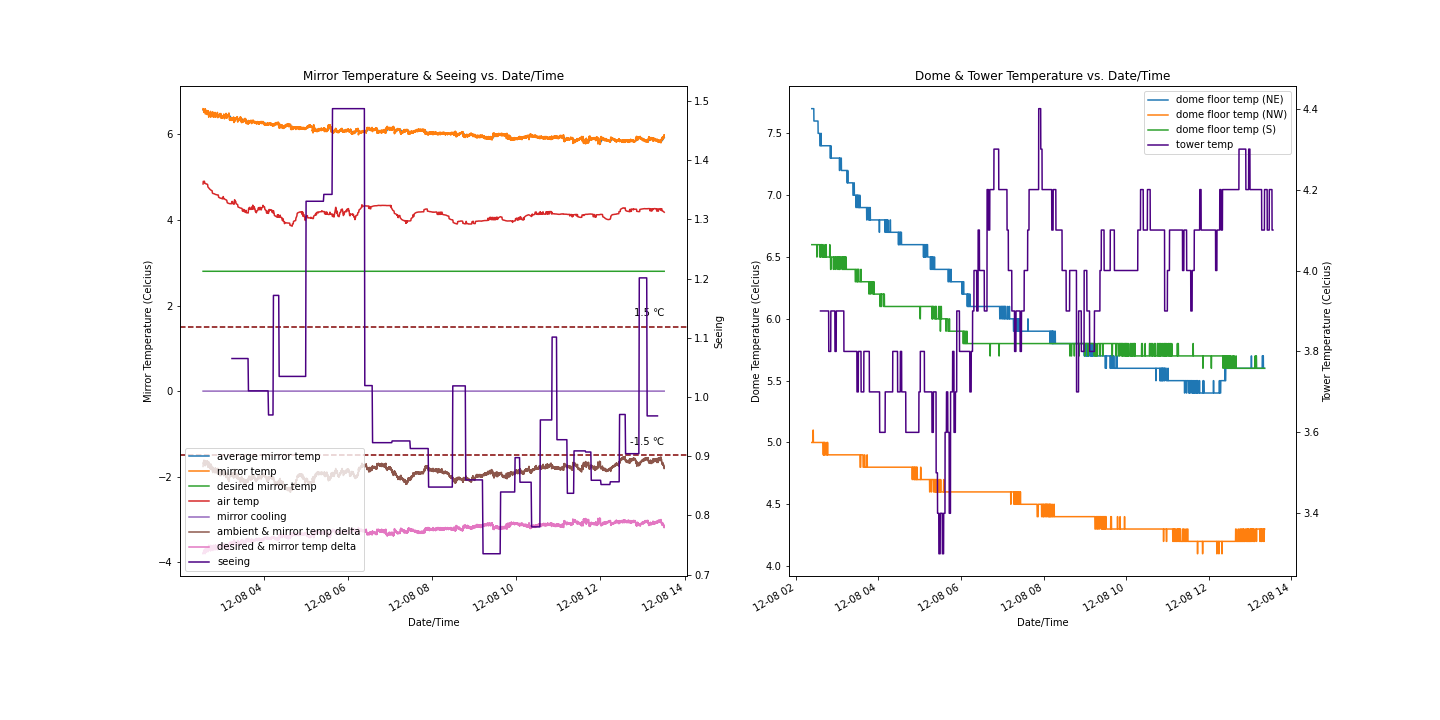 Mirror Temperature & Seeing vs. Date/Time
Mirror Temperature (Celcius)
6
4
2
0
−2
−4
1.5 ℃
-1.5 ℃
average mirror temp
mirror temp
desired mirror temp
air temp
mirror cooling
ambient & mirror temp delta
desired & mirror temp delta
seeing
1.5
1.4
1.3
1.2
1.1
1.0
0.9
0.8
0.7
Seeing
12-08 04
12-08 06
12-08 08
12-08 10
12-08 12
12-08 14
Date/Time
Dome & Tower Temperature vs. Date/Time
Dome Temperature (Celcius)
7.5
7.0
6.5
6.0
5.5
5.0
4.5
4.0
dome floor temp (NE)
dome floor temp (NW)
dome floor temp (S)
tower temp
4.4
4.2
4.0
3.8
3.6
3.4
Tower Temperature (Celcius)
12-08 02
12-08 04
12-08 06
12-08 08
12-08 10
12-08 12
12-08 14
Date/Time